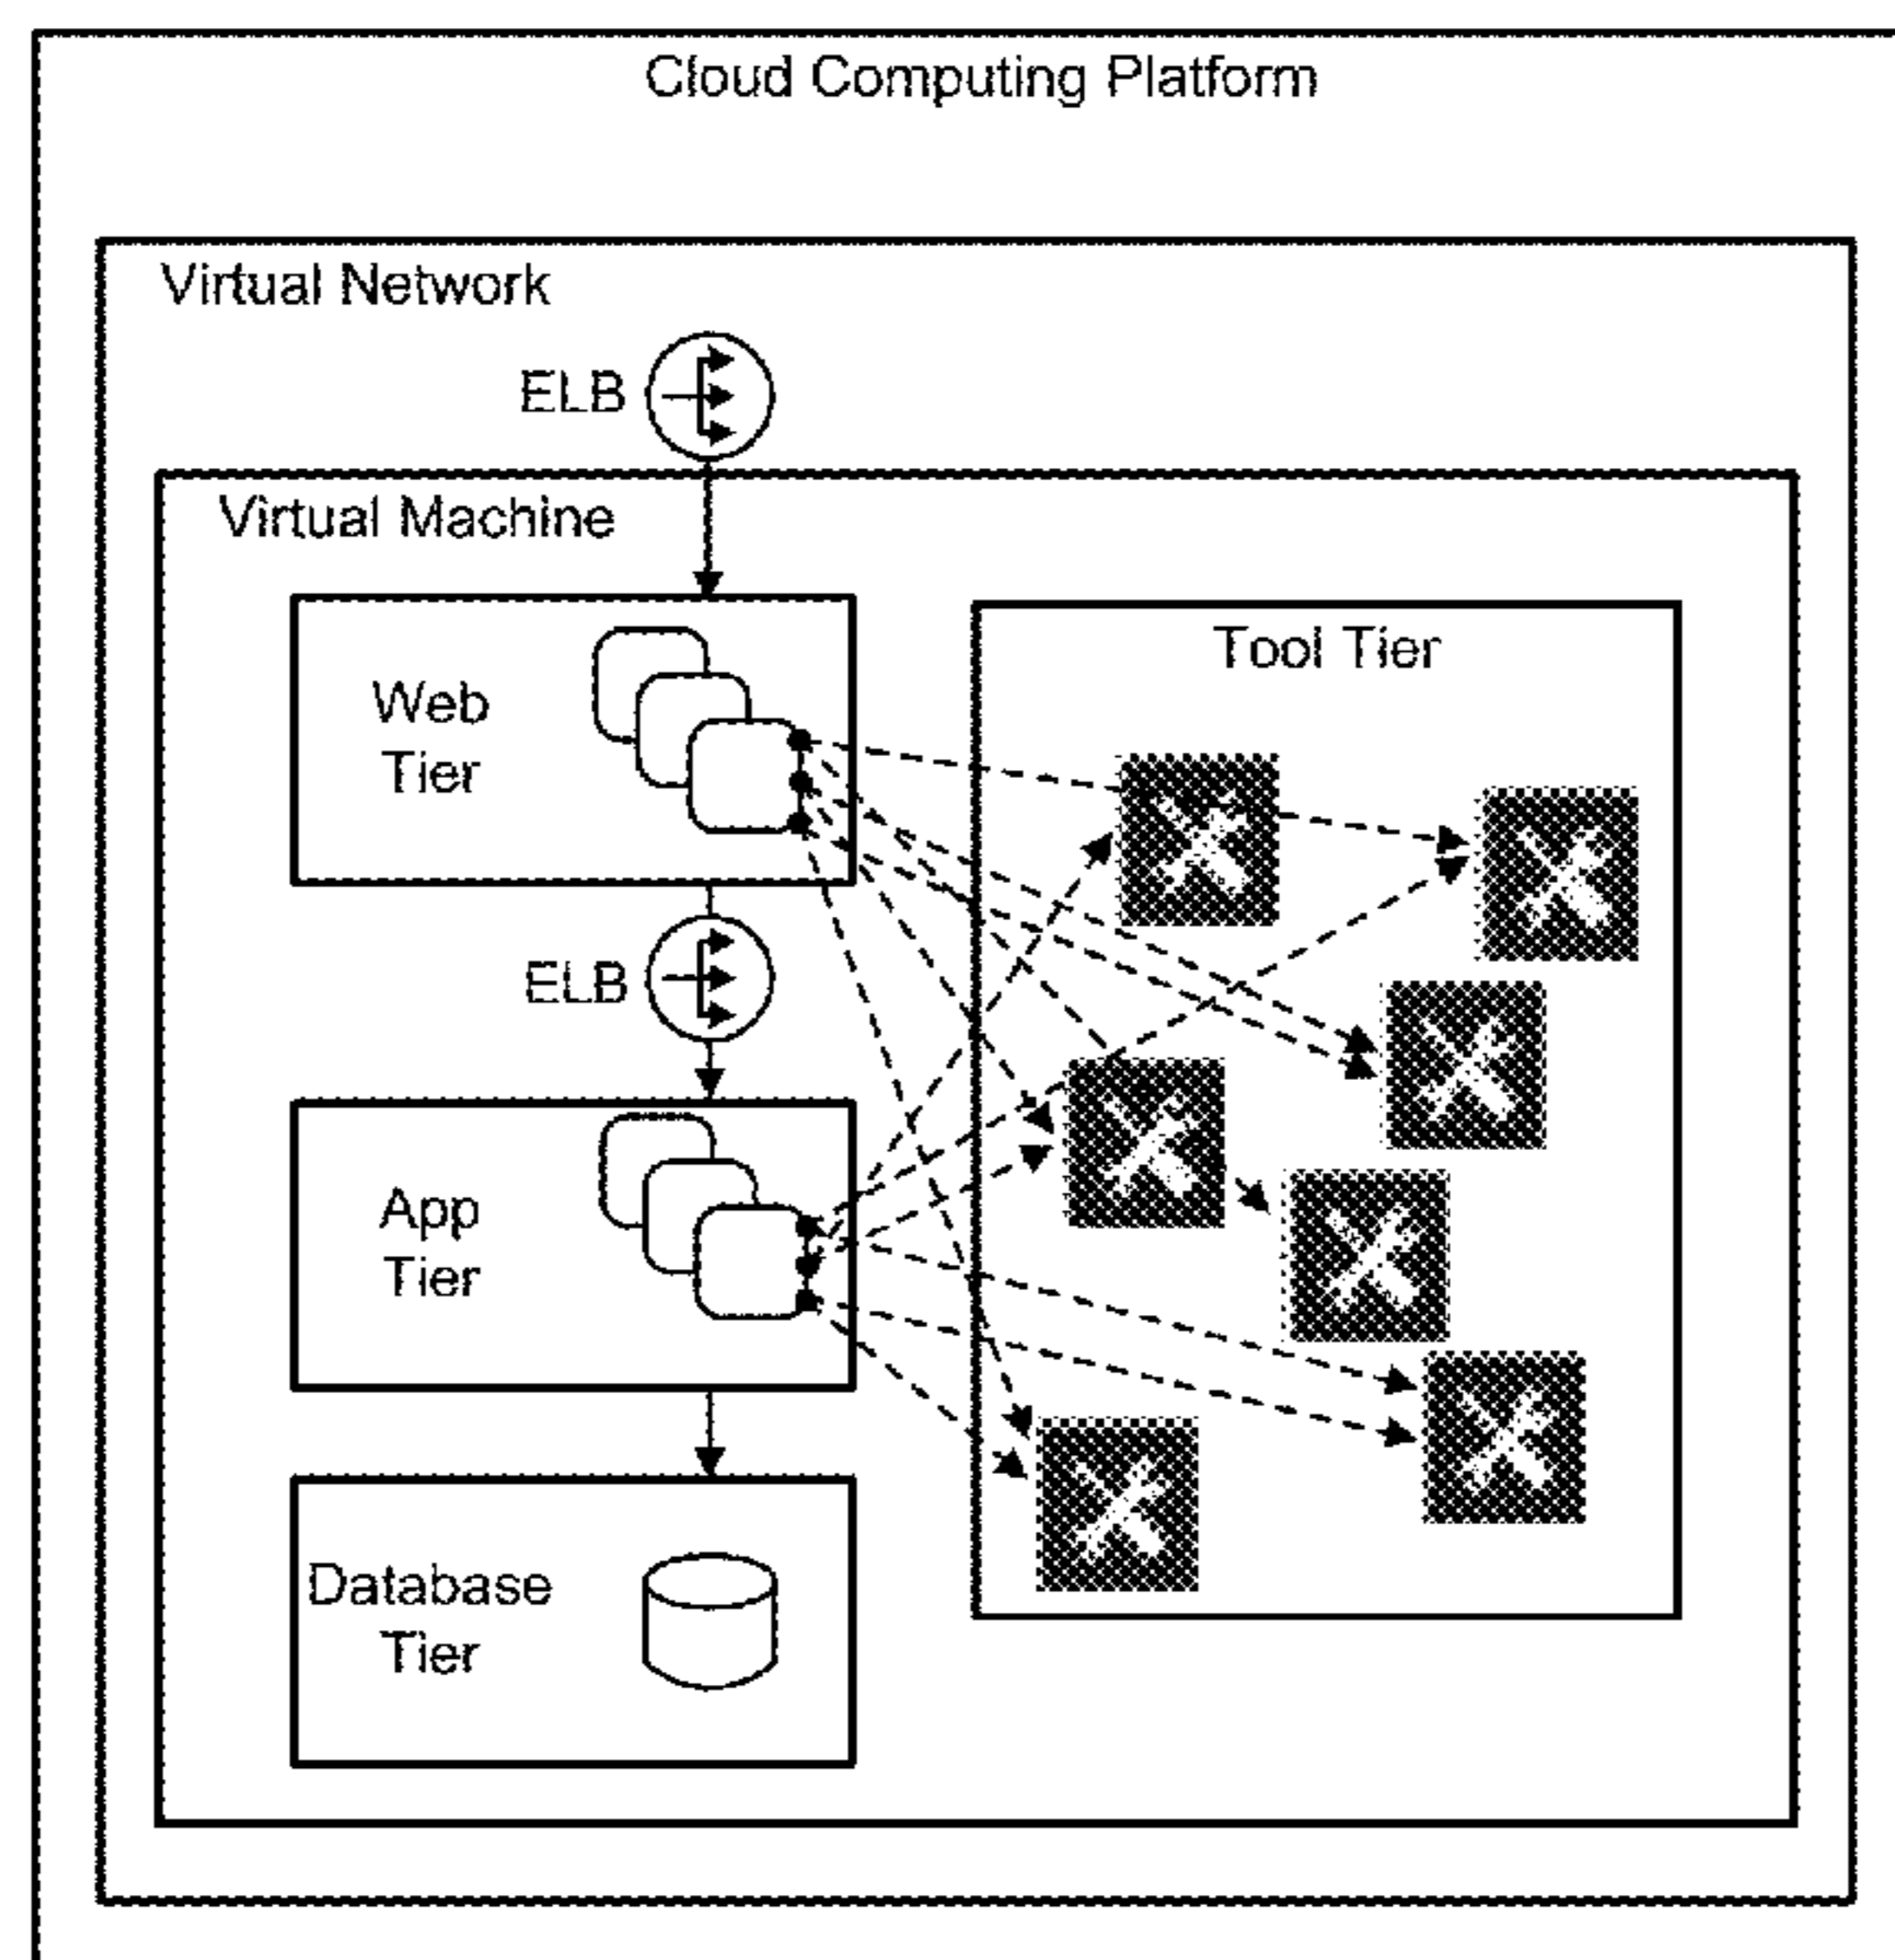 Cloud Computing Platform
Virtual Network
ELB
Virtual Machine
Web
Tier
Tool Tier
ELB
App
Tier
Database
Tier